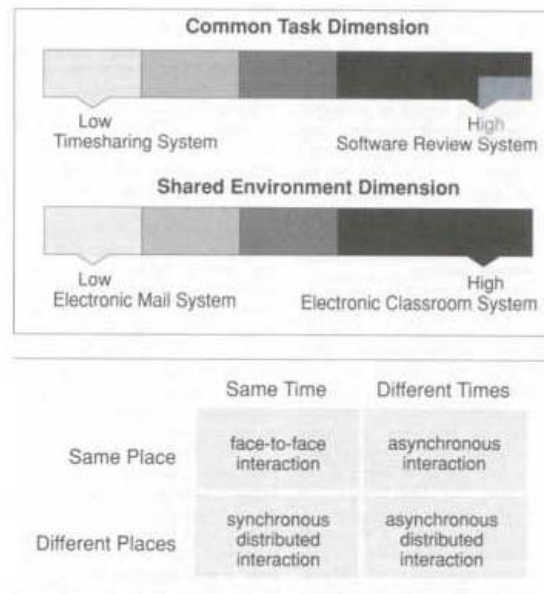 Common Task Dimension
Low High
Timesharing System Software Review System
Shared Environment Dimension
Low High
Electronic Mail System Electronic Classroom System
Same Time Different Times
Same Place
face-to-face
interaction
asynchronous
interaction
Different Places
synchronous
distributed
interaction
asynchronous
distributed
interaction